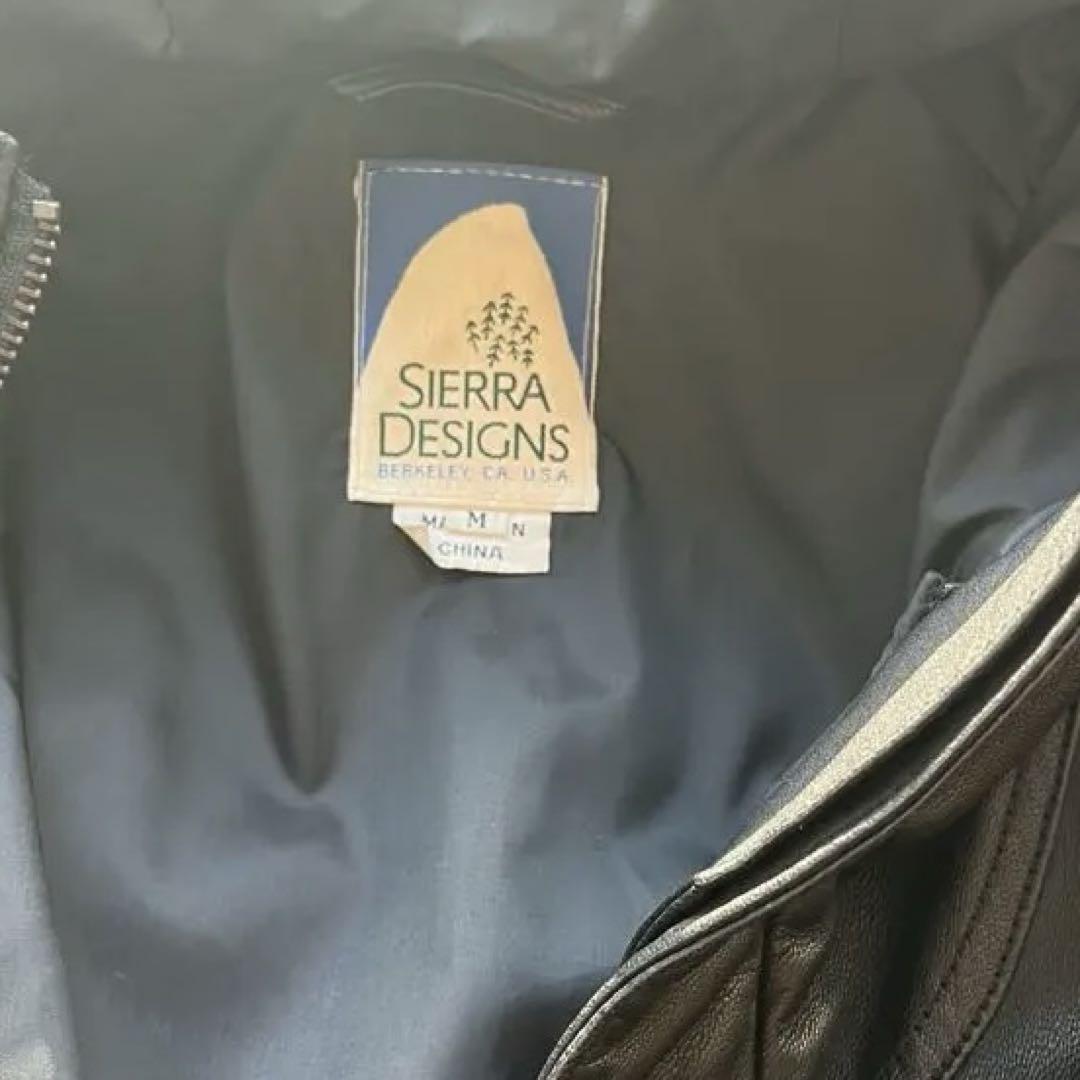 SIERRA
DESIGNS
BERKELEY, CA. U.S.A.
M
N
CHINA